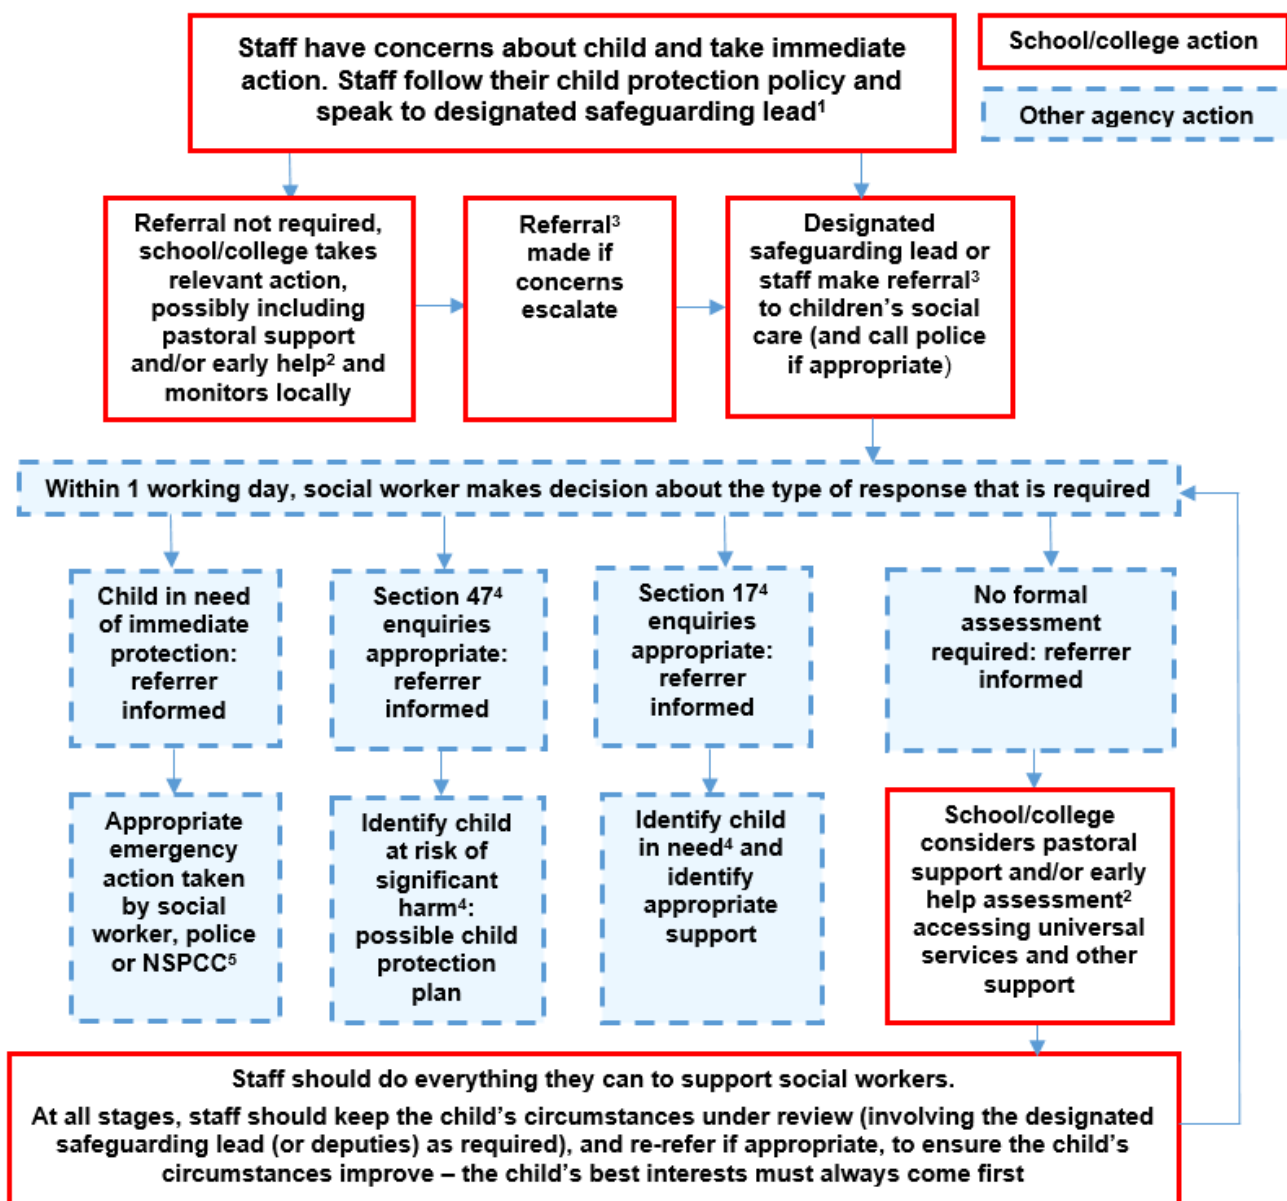 Staff have concerns about child and take immediate
action. Staff follow their child protection policy and
speak to designated safeguarding lead¹
School/college action
Other agency action
Referral not required,
school/college takes
relevant action,
possibly including
pastoral support
and/or early help² and
monitors locally
Referral³
made if
concerns
escalate
Designated
safeguarding lead or
staff make referral³
to children’s social
care (and call police
if appropriate)
Within 1 working day, social worker makes decision about the type of response that is required
Child in need
of immediate
protection:
referrer
informed
Section 47⁴
enquiries
appropriate:
referrer
informed
Section 17⁴
enquiries
appropriate:
referrer
informed
No formal
assessment
required: referrer
informed
Appropriate
emergency
action taken
by social
worker, police
or NSPCC⁵
Identify child
at risk of
significant
harm⁴:
possible child
protection
plan
Identify child
in need⁴ and
identify
appropriate
support
School/college
considers pastoral
support and/or early
help assessment²
accessing universal
services and other
support
Staff should do everything they can to support social workers.
At all stages, staff should keep the child’s circumstances under review (involving the designated
safeguarding lead (or deputies) as required), and re-refer if appropriate, to ensure the child’s
circumstances improve – the child’s best interests must always come first